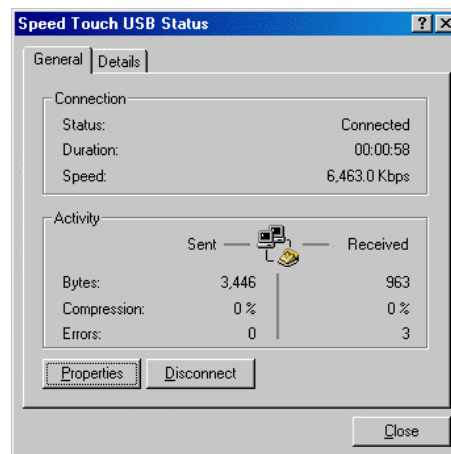 Speed Touch USB Status
General Details
Connection
Status: Connected
Duration: 00:00:58
Speed: 6,463.0 Kbps
Activity
Sent Received
Bytes: 3,446 963
Compression: 0 % 0 %
Errors: 0 3
Properties Disconnect
Close